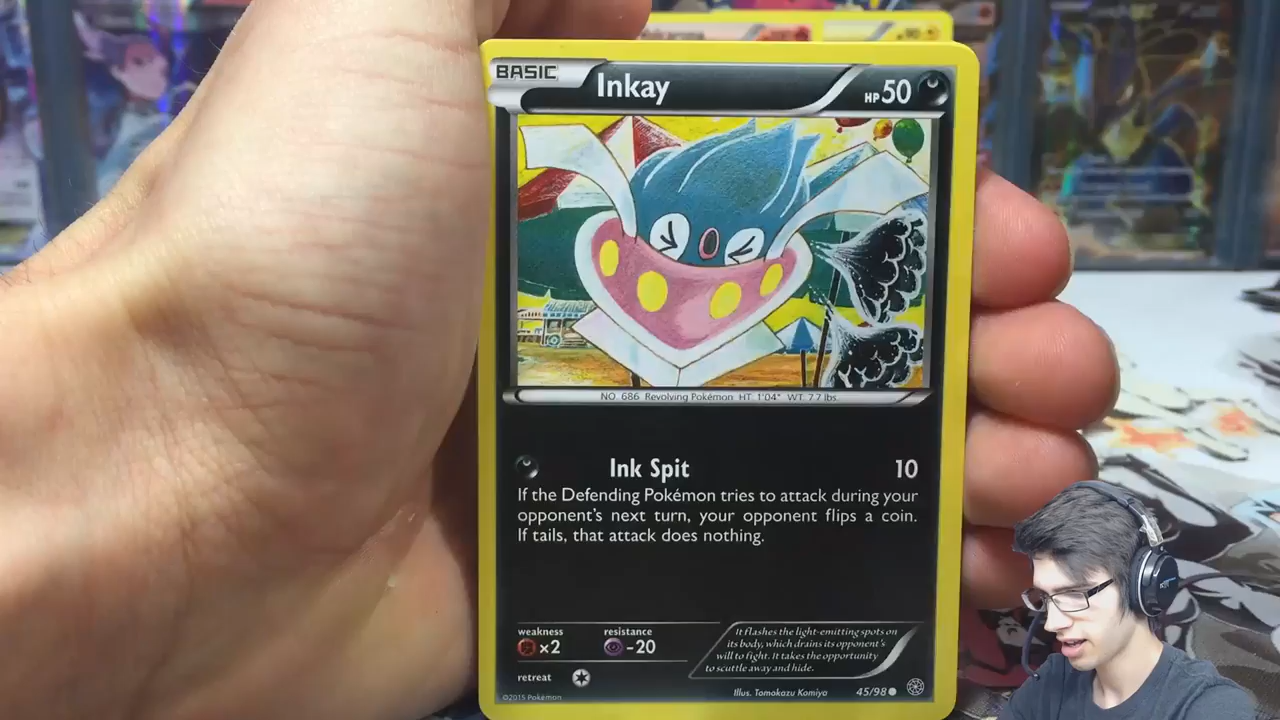 BASIC
Inkay
HP50
NO. 686 Revolving Pokémon HT: 1'04" WT: 7.7 lbs.
Ink Spit 10
If the Defending Pokémon tries to attack during your
opponent's next turn, your opponent flips a coin.
If tails, that attack does nothing.
weakness
×2
resistance
-20
retreat
It flashes the light-emitting spots on
its body, which drains its opponent's
will to fight. It takes the opportunity
to scuttle away and hide.
©2015 Pokémon
Illus. Tomokazu Komiya
45/98